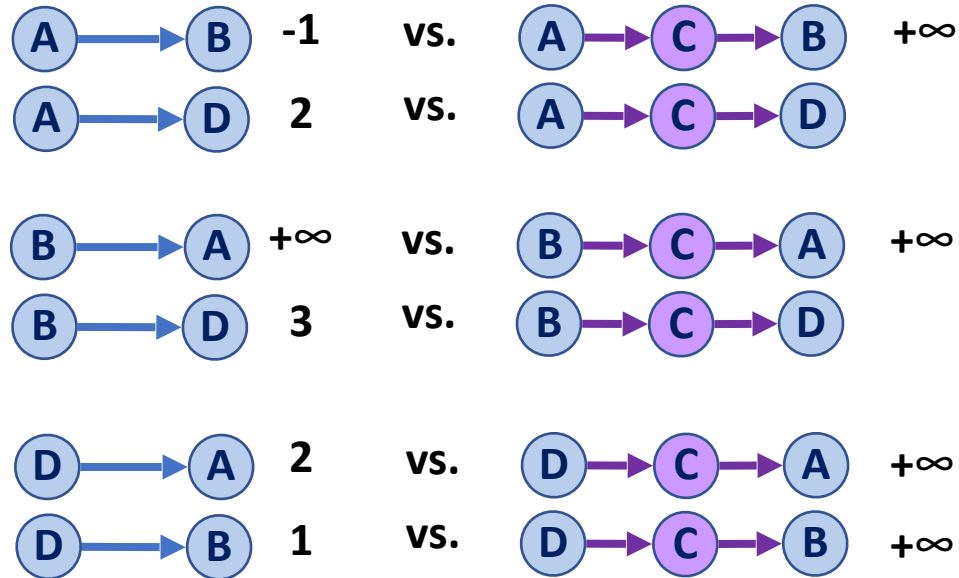 A B -1 vs. A C B +∞
A D 2 vs. A C D
B A +∞ vs. B C A +∞
B D 3 vs. B C D
D A 2 vs. D C A +∞
D B 1 vs. D C B +∞